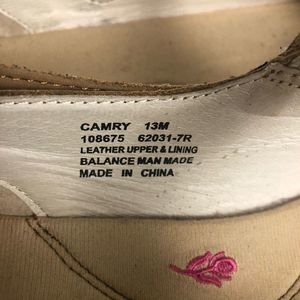 CAMRY 13M
108675 62031-7R
LEATHER UPPER & LINING
BALANCE MAN MADE
MADE IN CHINA